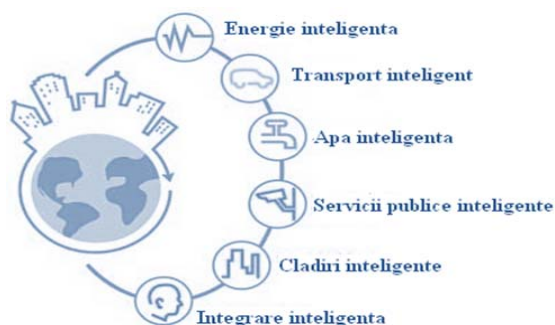 Energie inteligenta
Transport inteligent
Apa inteligenta
Servicii publice inteligente
Cladiri inteligente
Integrare inteligenta